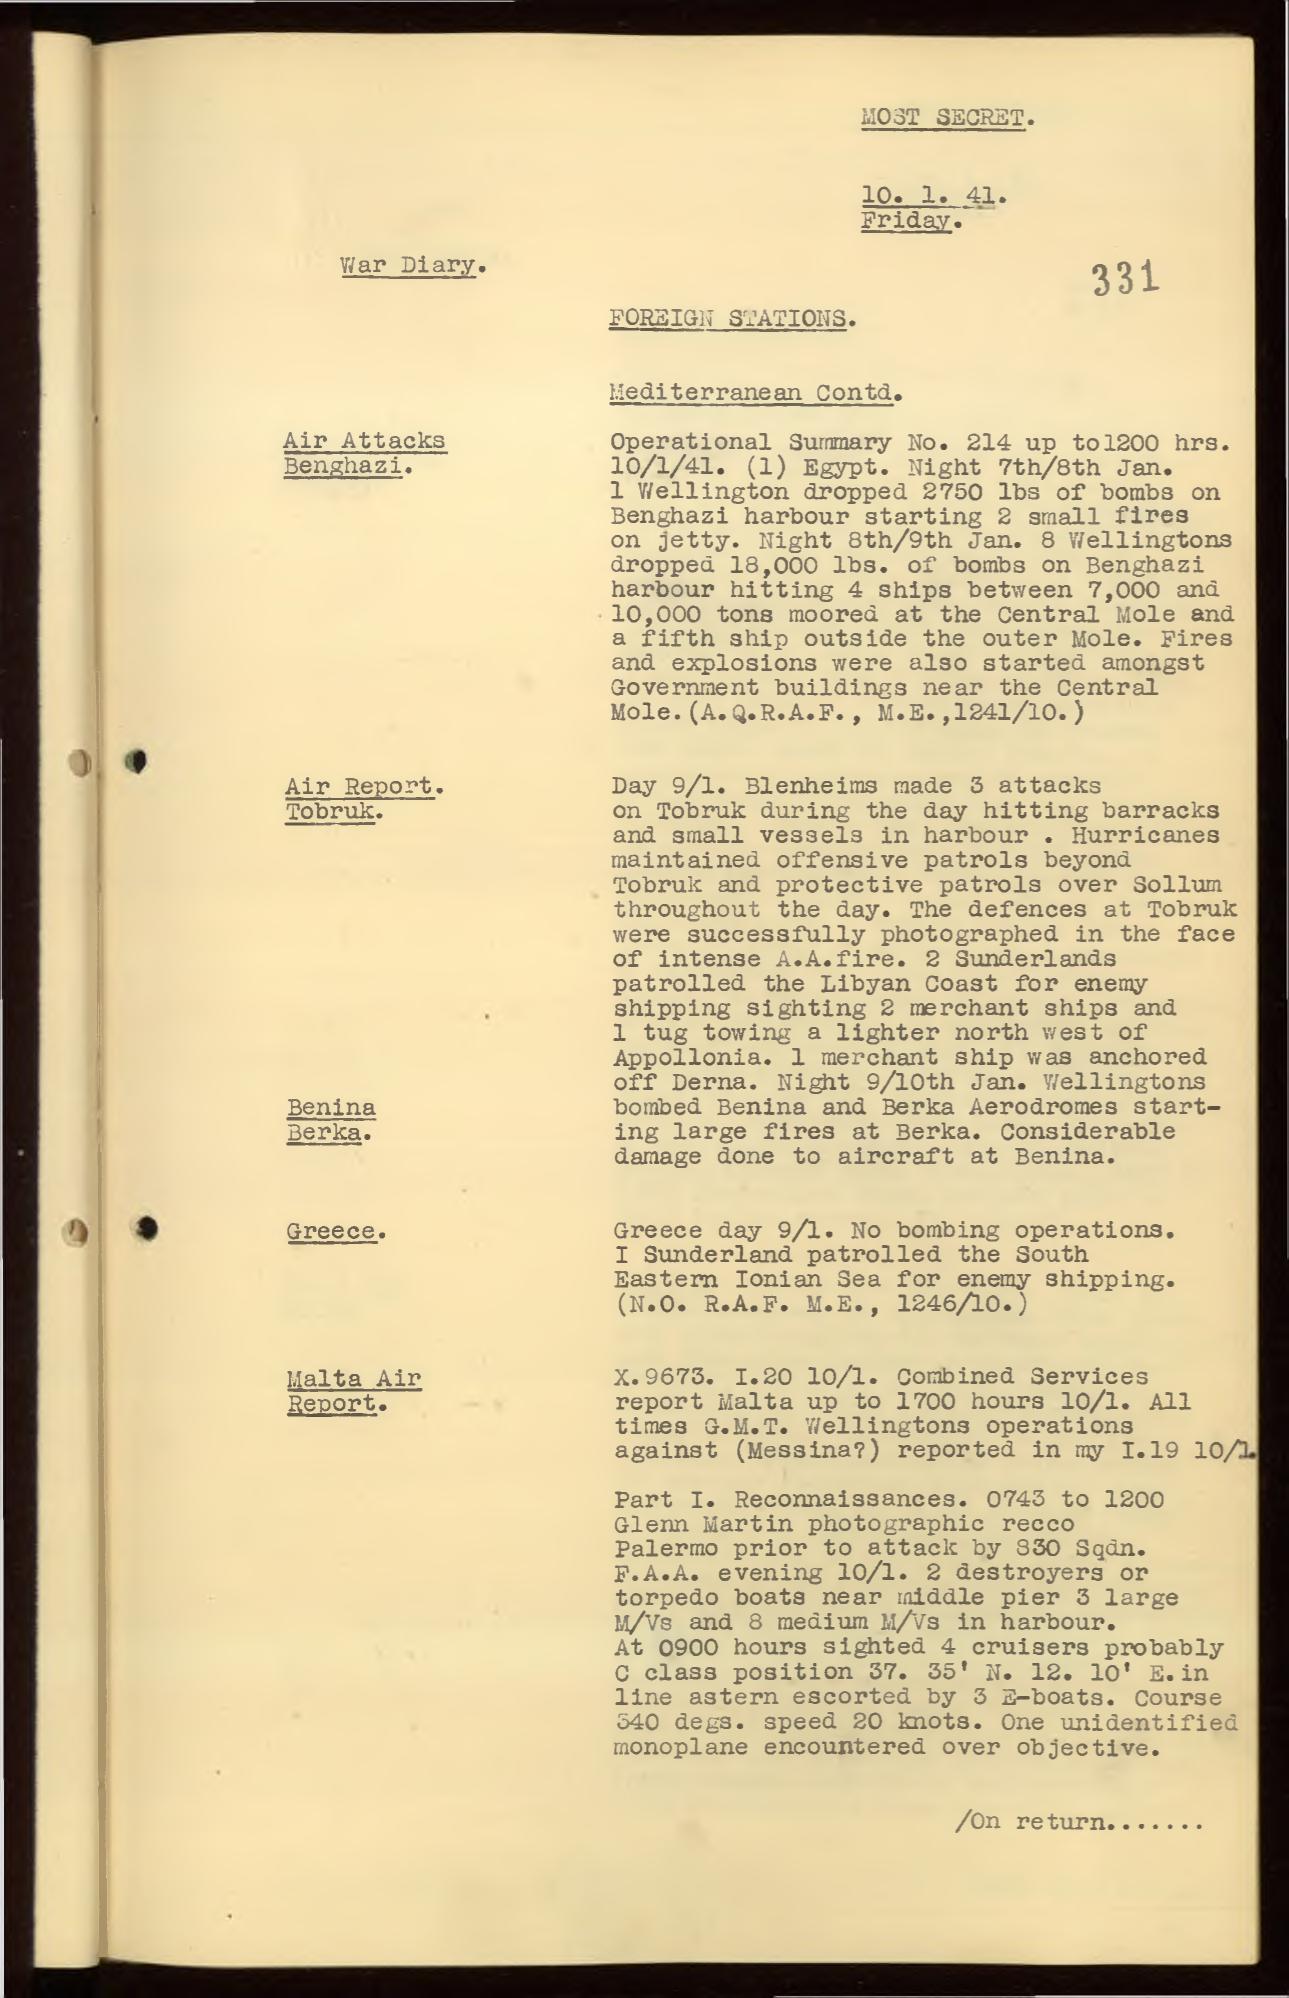 MOST SECRET.
10. 1. 41.
Friday.
War Diary.
331
FOREIGN STATIONS.
Mediterranean Contd.
Air Attacks
Benghazi.
Operational Summary No. 214 up to1200 hrs.
10/1/41. (1) Egypt. Night 7th/8th Jan.
1 Wellington dropped 2750 lbs of bombs on
Benghazi harbour starting 2 small fires
on jetty. Night 8th/9th Jan. 8 Wellingtons
dropped 18,000 lbs. of bombs on Benghazi
harbour hitting 4 ships between 7,000 and
10,000 tons moored at the Central Mole and
a fifth ship outside the outer Mole. Fires
and explosions were also started amongst
Government buildings near the Central
Mole.(A.Q.R.A.F., M.E.,1241/10.)
Air Report.
Tobruk.
Day 9/1. Blenheims made 3 attacks
on Tobruk during the day hitting barracks
and small vessels in harbour . Hurricanes
maintained offensive patrols beyond
Tobruk and protective patrols over Sollum
throughout the day. The defences at Tobruk
were successfully photographed in the face
of intense A.A.fire. 2 Sunderlands
patrolled the Libyan Coast for enemy
shipping sighting 2 merchant ships and
1 tug towing a lighter north west of
Appollonia. 1 merchant ship was anchored
off Derna. Night 9/10th Jan. Wellingtons
Benina
Berka.
bombed Benina and Berka Aerodromes start-
ing large fires at Berka. Considerable
damage done to aircraft at Benina.
Greece.
Greece day 9/1. No bombing operations.
I Sunderland patrolled the South
Eastern Ionian Sea for enemy shipping.
(N.O. R.A.F. M.E., 1246/10.)
Malta Air
Report.
X.9673. I.20 10/1. Combined Services
report Malta up to 1700 hours 10/1. All
times G.M.T. Wellingtons operations
against (Messina?) reported in my I.19 10/1.
Part I. Reconnaissances. 0743 to 1200
Glenn Martin photographic recco
Palermo prior to attack by 830 Sqdn.
F.A.A. evening 10/1. 2 destroyers or
torpedo boats near middle pier 3 large
M/Vs and 8 medium M/Vs in harbour.
At 0900 hours sighted 4 cruisers probably
C class position 37. 35' N. 12. 10' E.in
line astern escorted by 3 E-boats. Course
340 degs. speed 20 knots. One unidentified
monoplane encountered over objective.
/On return.......